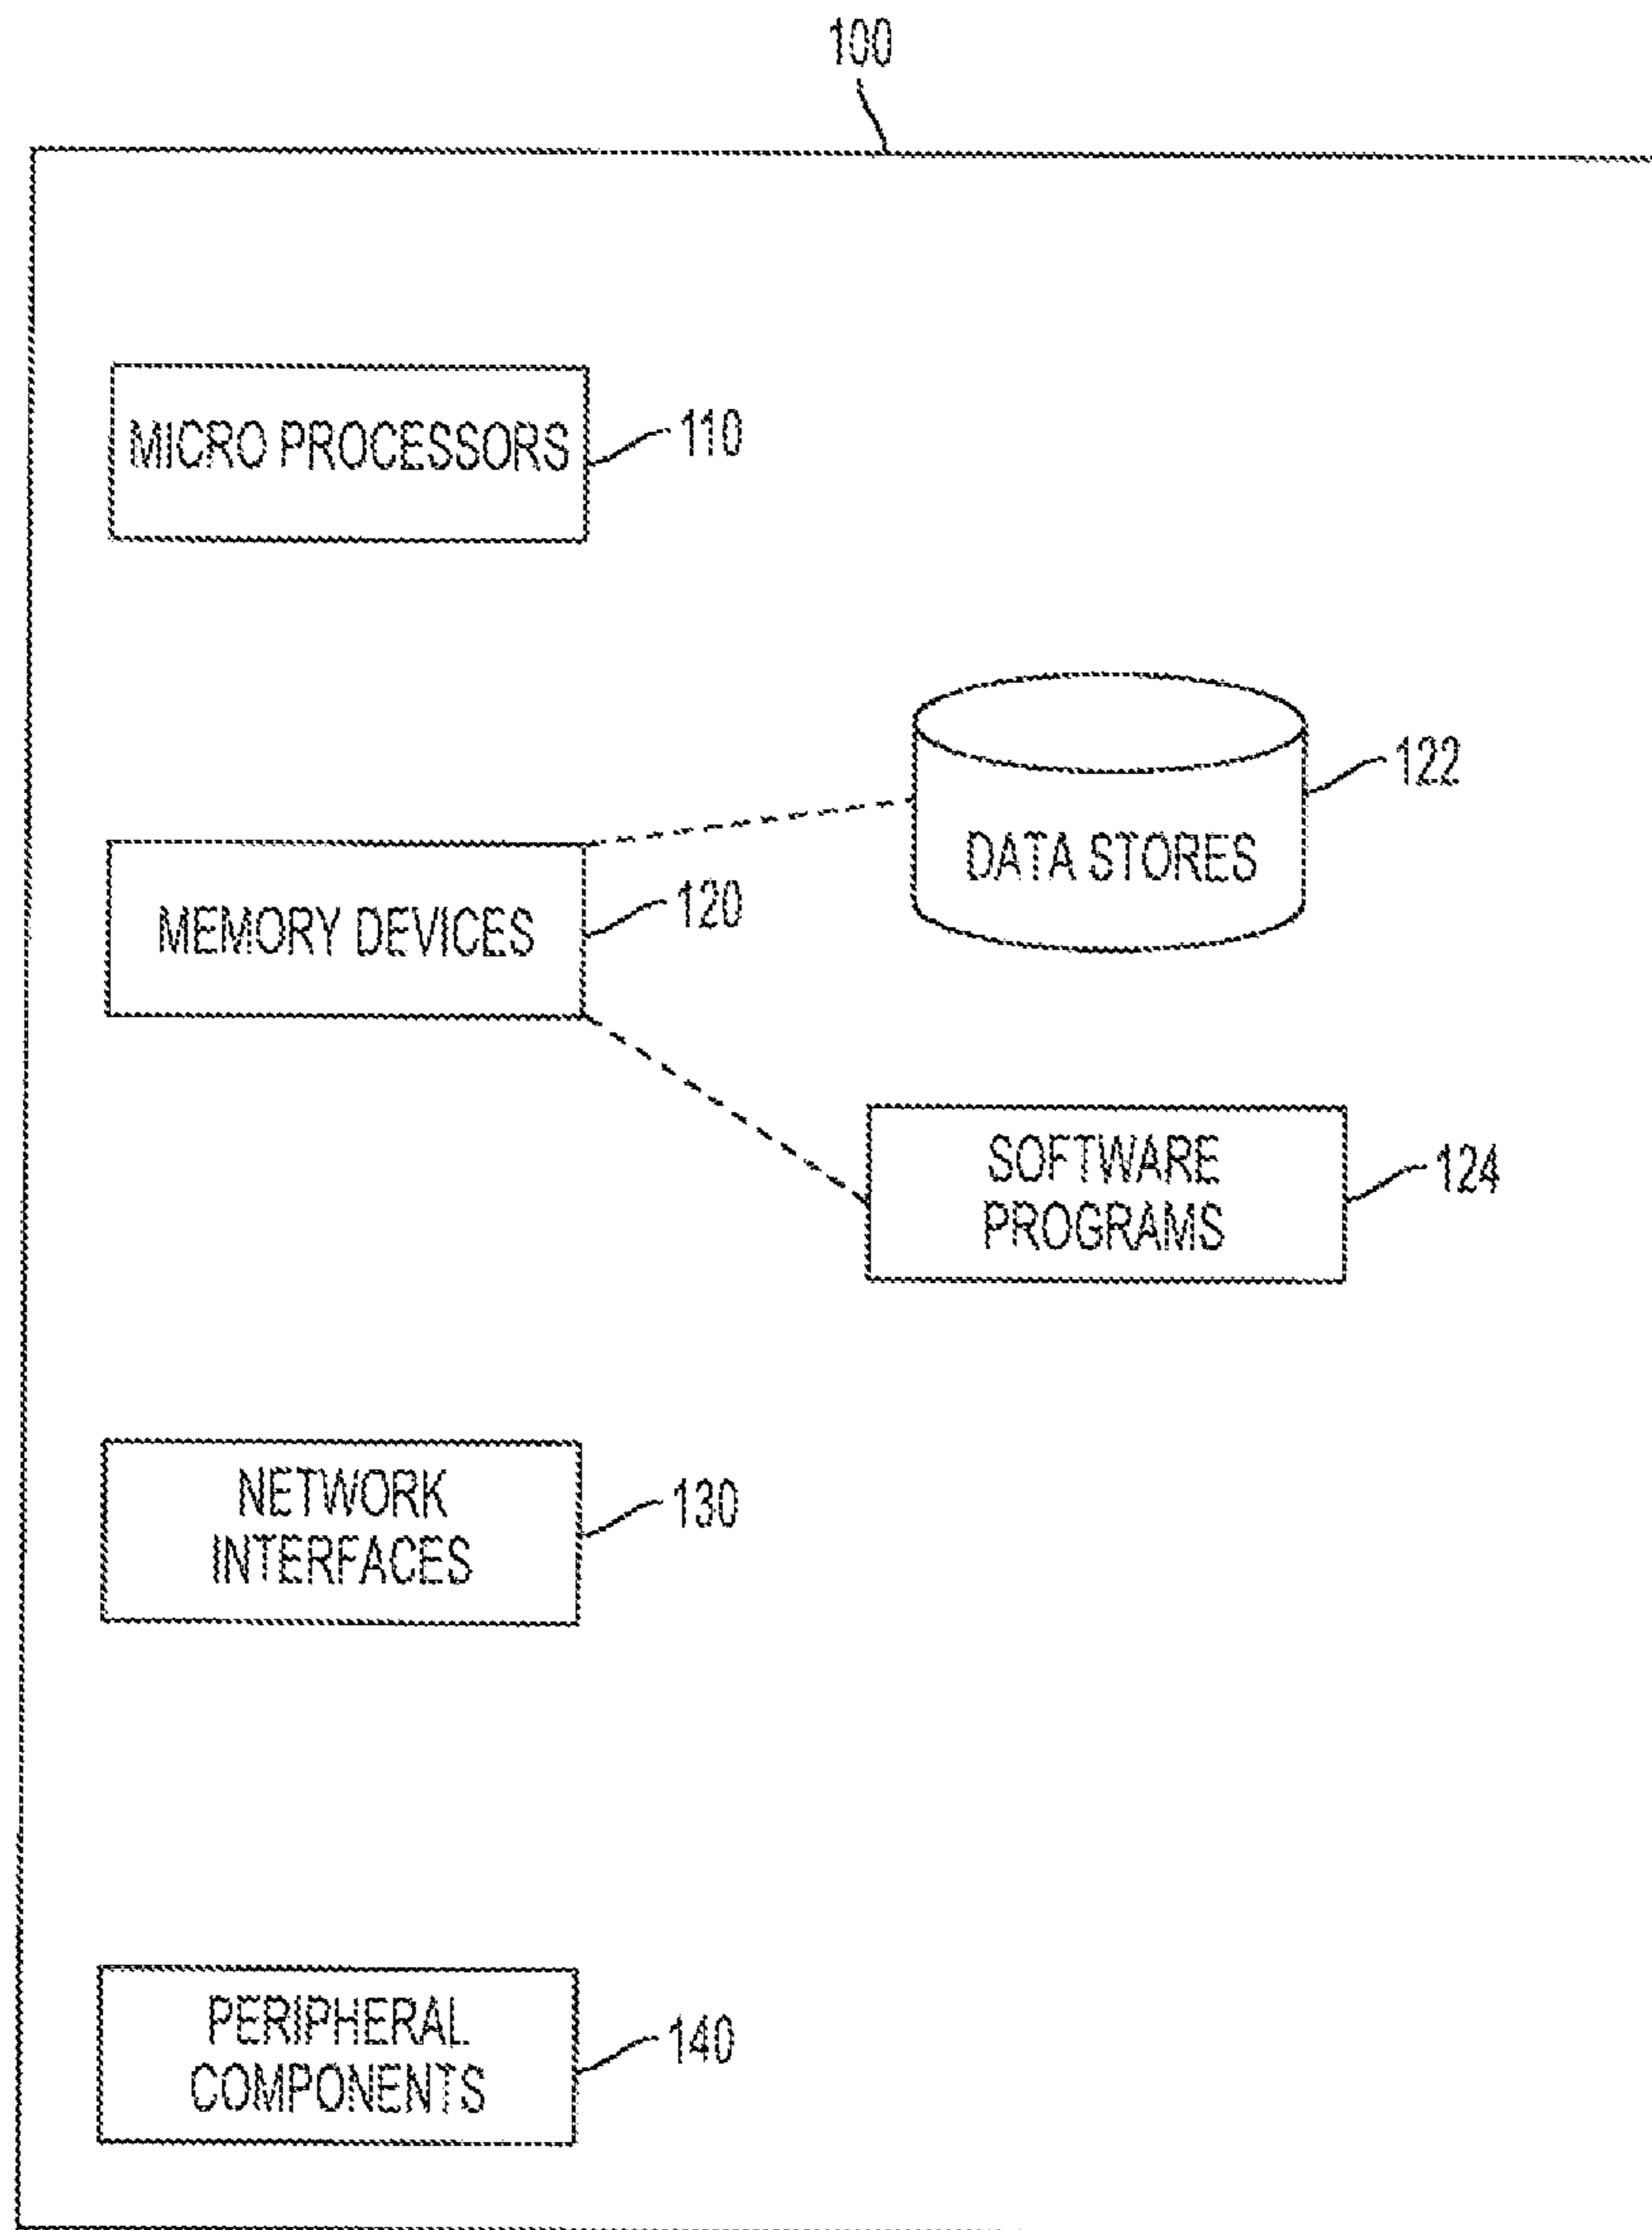 100
MICRO PROCESSORS
110
122
DATA STORES
MEMORY DEVICES
120
SOFTWARE
PROGRAMS
124
NETWORK
INTERFACES
130
PERIPHERAL
COMPONENTS
140